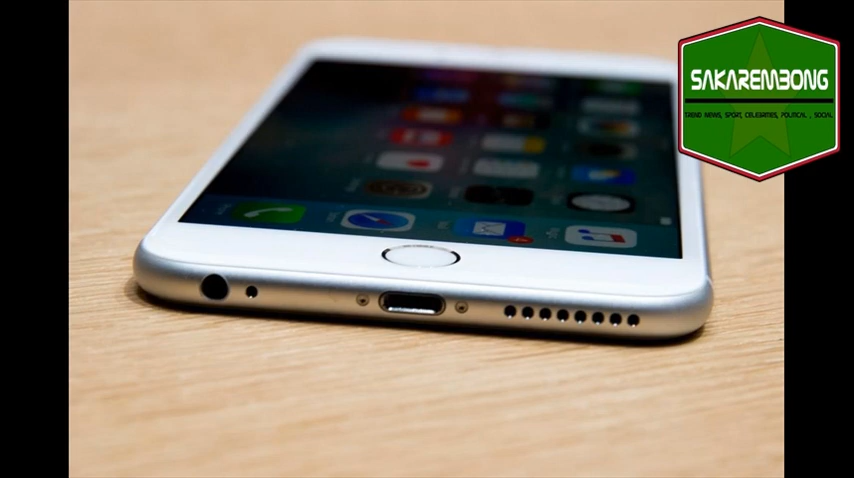 SAKAREMBONG
TREND NEWS, SPORT, CELEBRITIES, POLITICAL , SOCIAL